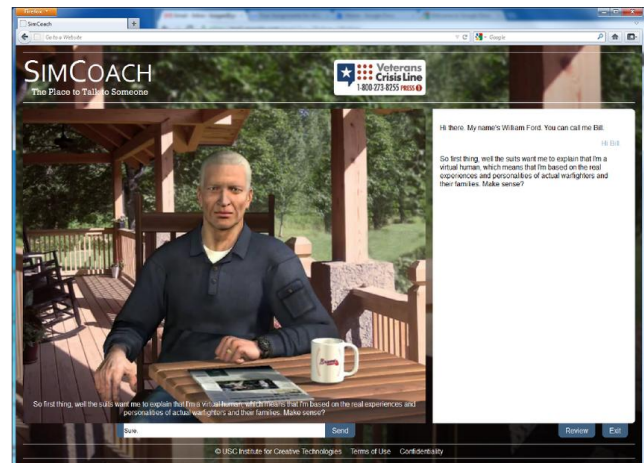 Firefox
SimCoach
Go to a Website
Google
SIMCOACH
The Place to Talk to Someone
Veterans
Crisis Line
1-800-273-8255 PRESS 1
Hi there. My name's William Ford. You can call me Bill.
Hi Bill
So first thing, well the suits want me to explain that I'm a
virtual human, which means that I'm based on the real
experiences and personalities of actual warfighters and
their families. Make sense?
So first thing, well the suits want me to explain that I'm a virtual human, which means that I'm based on the real experiences and
personalities of actual warfighters and their families. Make sense?
Sure.
Send
Review
Exit
© USC Institute for Creative Technologies Terms of Use Confidentiality